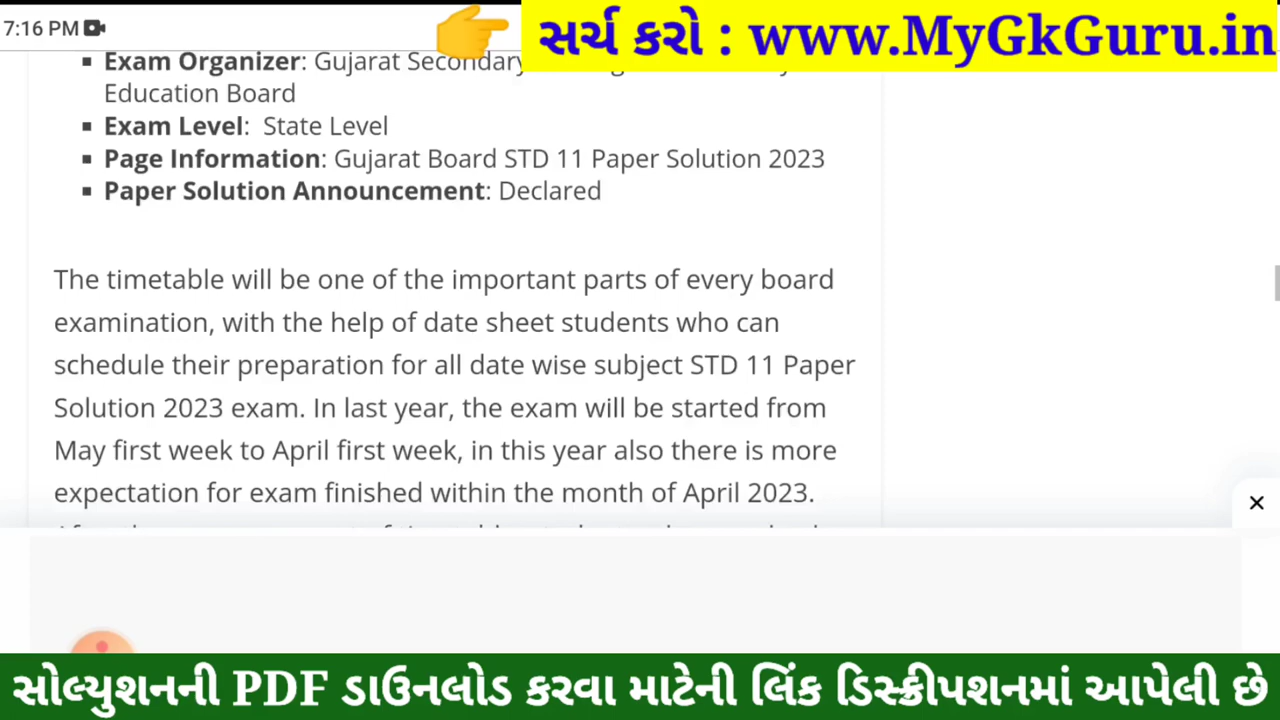 7:16 PM
સર્ચ કરો : www.MyGkGuru.in
Exam Organizer: Gujarat Secondary
Education Board
Exam Level: State Level
Page Information: Gujarat Board STD 11 Paper Solution 2023
Paper Solution Announcement: Declared
The timetable will be one of the important parts of every board
examination, with the help of date sheet students who can
schedule their preparation for all date wise subject STD 11 Paper
Solution 2023 exam. In last year, the exam will be started from
May first week to April first week, in this year also there is more
expectation for exam finished within the month of April 2023.
સોલ્યુશનની PDF ડાઉનલોડ કરવા માટેની લિંક ડિસ્ક્રીપશનમાં આપેલી છે